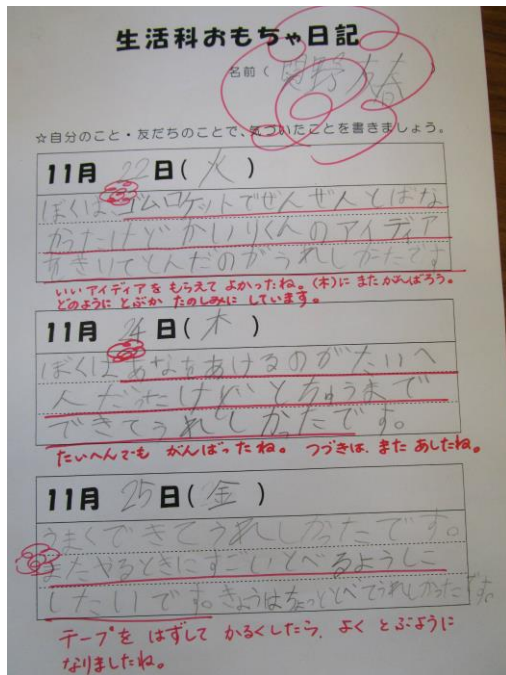 生活科おもちゃ日記
名前（ 野 春 ）
☆自分のこと・友だちのことで、気づいたことを書きましょう。
11月 22 日（ 火 ）
ぼくは、ゴムロケットでぜんぜんとばな
かったけどかいりくんのアイディア
をきいてとんだのがうれしかたです
いいアイディアを もらえて よかったね。（木）に またがんばろう。
どのように とぶか たのしみに しています。
11月 24 日（ 木 ）
ぼくは あなをあけるのがたいへ
んだったけどとちゅうまで
できてうれしかったです。
たいへんでも がんばったね。 つづきは、また あしたね。
11月 25 日（ 金 ）
うまくできてうれしかったです。
またやるときにすごいとべるようしに
したいです。きょうはちょっととべてうれしかったです。
テープを はずして かるくしたら、よく とぶように
なりましたね。